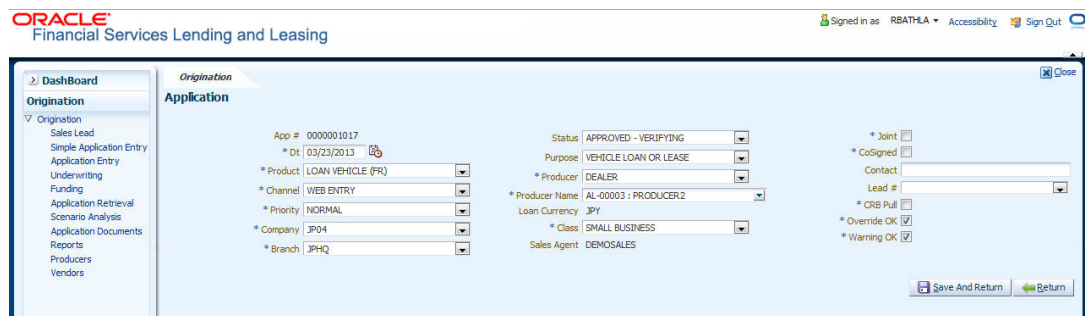 ORACLE
Financial Services Lending and Leasing
Signed in as RBATHLA Accessibility Sign Out
Close
DashBoard
Origination
Origination
Sales Lead
Simple Application Entry
Application Entry
Underwriting
Funding
Application Retrieval
Scenario Analysis
Application Documents
Reports
Producers
Vendors
Origination
Application
App # 0000001017
* Dt 03/23/2013
* Product LOAN VEHICLE (FR)
* Channel WEB ENTRY
* Priority NORMAL
* Company JP04
* Branch JPHQ
Status APPROVED - VERIFYING
Purpose VEHICLE LOAN OR LEASE
* Producer DEALER
* Producer Name AL-00003 : PRODUCER2
Loan Currency JPY
* Class SMALL BUSINESS
Sales Agent DEMOSALES
* Joint
* CoSigned
Contact
Lead #
* CRB Pull
* Override OK
* Warning OK
Save And Return Return